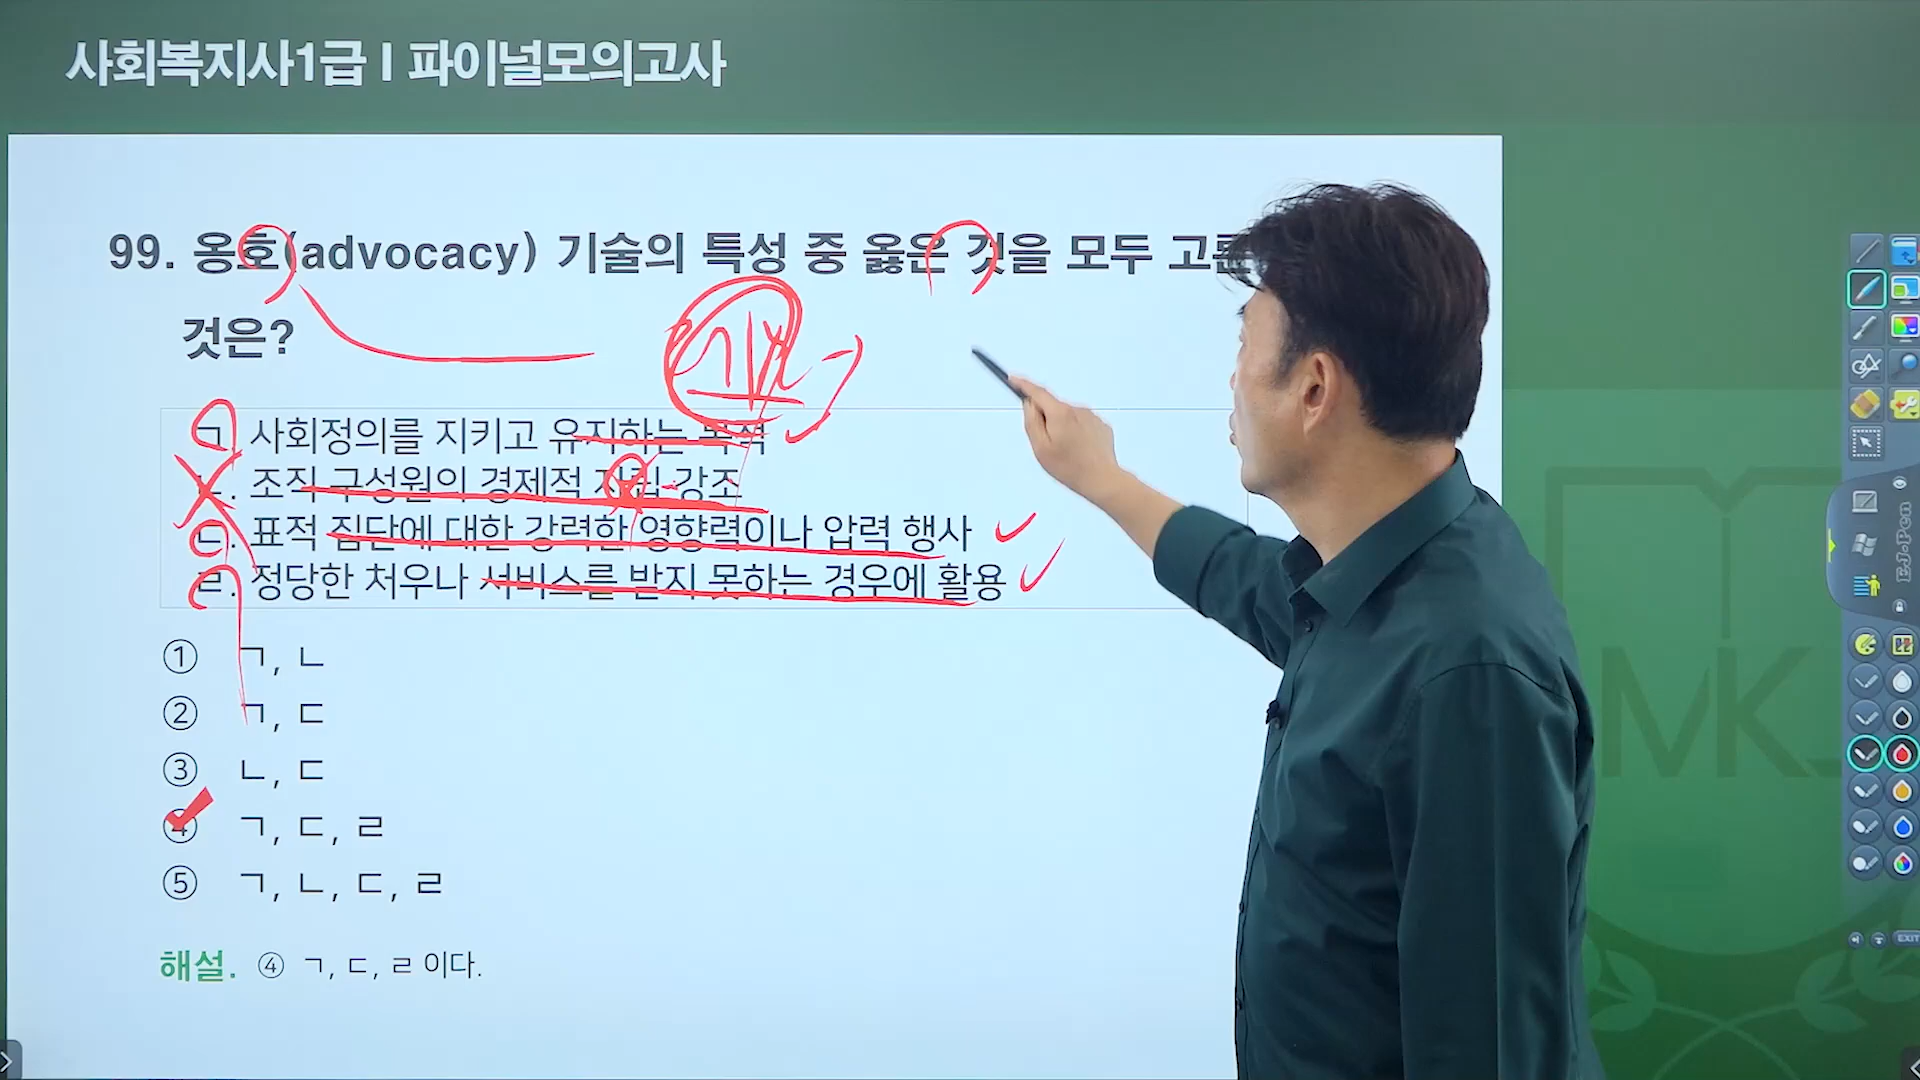 사회복지사1급 | 파이널모의고사
99. 옹호(advocacy) 기술의 특성 중 옳은 것을 모두 고른
것은?
ㄱ. 사회정의를 지키고 유지하는 목적
ㄴ. 조직 구성원의 경제적 자립 강조
ㄷ. 표적 집단에 대한 강력한 영향력이나 압력 행사
ㄹ. 정당한 처우나 서비스를 받지 못하는 경우에 활용
① ㄱ, ㄴ
② ㄱ, ㄷ
③ ㄴ, ㄷ
④ ㄱ, ㄷ, ㄹ
⑤ ㄱ, ㄴ, ㄷ, ㄹ
해설. ④ ㄱ, ㄷ, ㄹ 이다.
MK
EJ-Pen
EXIT